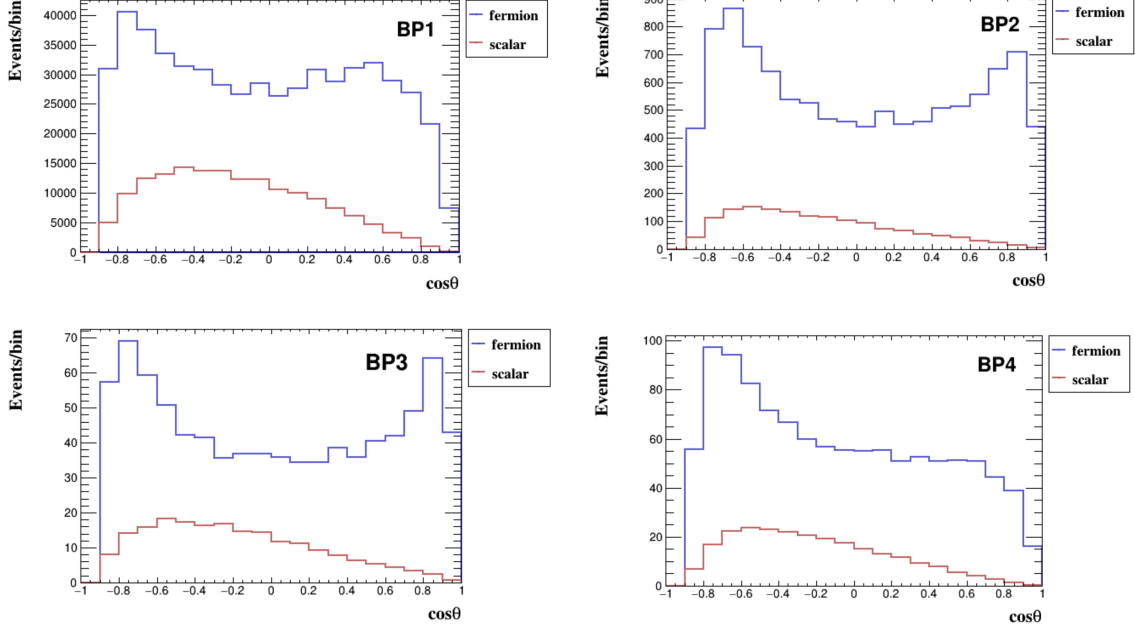 Events/bin
40000
35000
30000
25000
20000
15000
10000
5000
0
−1 −0.8 −0.6 −0.4 −0.2 0 0.2 0.4 0.6 0.8 1
cosθ
BP1
fermion
scalar
Events/bin
900
800
700
600
500
400
300
200
100
0
−1 −0.8 −0.6 −0.4 −0.2 0 0.2 0.4 0.6 0.8 1
cosθ
BP2
fermion
scalar
Events/bin
70
60
50
40
30
20
10
0
−1 −0.8 −0.6 −0.4 −0.2 0 0.2 0.4 0.6 0.8 1
cosθ
BP3
fermion
scalar
Events/bin
100
80
60
40
20
0
−1 −0.8 −0.6 −0.4 −0.2 0 0.2 0.4 0.6 0.8 1
cosθ
BP4
fermion
scalar